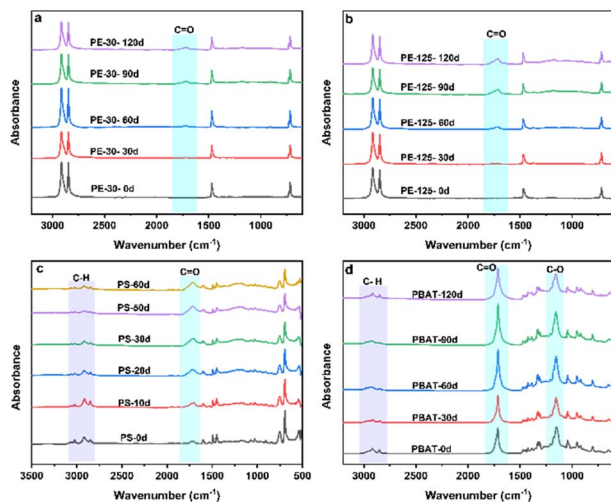 a
C=O
PE-30- 120d
PE-30- 90d
PE-30- 60d
PE-30- 30d
PE-30- 0d
Absorbance
3000 2500 2000 1500 1000
Wavenumber (cm⁻¹)
b
C=O
PE-125- 120d
PE-125- 90d
PE-125- 60d
PE-125- 30d
PE-125- 0d
Absorbance
3000 2500 2000 1500 1000
Wavenumber (cm⁻¹)
c
C-H
C=O
PS-60d
PS-50d
PS-30d
PS-20d
PS-10d
PS-0d
Absorbance
3500 3000 2500 2000 1500 1000 500
Wavenumber (cm⁻¹)
d
C- H
C=O
C-O
PBAT-120d
PBAT-90d
PBAT-60d
PBAT-30d
PBAT-0d
Absorbance
3000 2500 2000 1500 1000
Wavenumber (cm⁻¹)